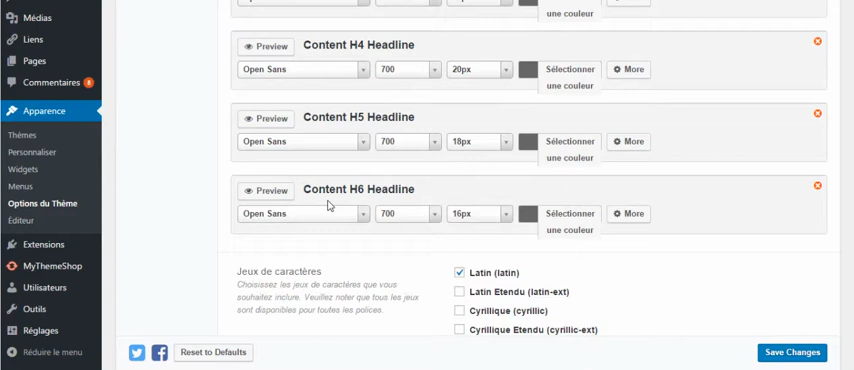 Médias
Liens
Pages
Commentaires 8
Apparence
Thèmes
Personnaliser
Widgets
Menus
Options du Thème
Éditeur
Extensions
MyThemeShop
Utilisateurs
Outils
Réglages
Réduire le menu
une couleur
Preview Content H4 Headline
Open Sans 700 20px Sélectionner une couleur More
Preview Content H5 Headline
Open Sans 700 18px Sélectionner une couleur More
Preview Content H6 Headline
Open Sans 700 16px Sélectionner une couleur More
Jeux de caractères
Choisissez les jeux de caractères que vous
souhaitez inclure. Veuillez noter que tous les jeux
sont disponibles pour toutes les polices.
Latin (latin)
Latin Etendu (latin-ext)
Cyrillique (cyrillic)
Cyrillique Etendu (cyrillic-ext)
Reset to Defaults
Save Changes